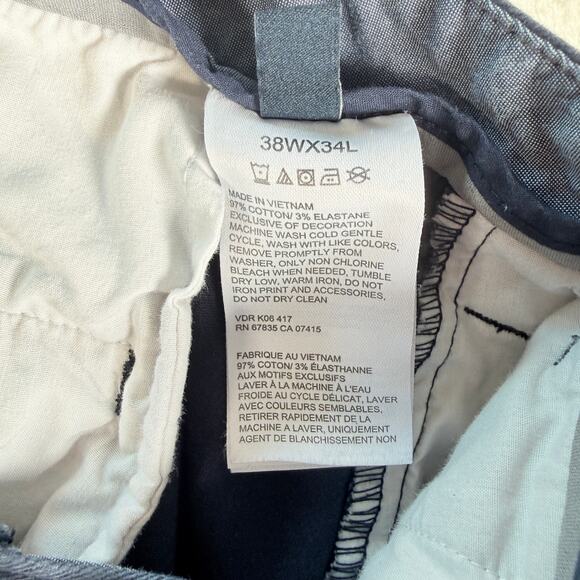 38WX34L
MADE IN VIETNAM
97% COTTON/ 3% ELASTANE
EXCLUSIVE OF DECORATION
MACHINE WASH COLD GENTLE
CYCLE, WASH WITH LIKE COLORS,
REMOVE PROMPTLY FROM
WASHER, ONLY NON CHLORINE
BLEACH WHEN NEEDED, TUMBLE
DRY LOW, WARM IRON, DO NOT
IRON PRINT AND ACCESSORIES,
DO NOT DRY CLEAN
VDR K06 417
RN 67835 CA 07415
FABRIQUE AU VIETNAM
97% COTON/ 3% ÉLASTHANNE
AUX MOTIFS EXCLUSIFS
LAVER À LA MACHINE À L'EAU
FROIDE AU CYCLE DÉLICAT, LAVER
AVEC COULEURS SEMBLABLES,
RETIRER RAPIDEMENT DE LA
MACHINE A LAVER, UNIQUEMENT
AGENT DE BLANCHISSEMENT NON